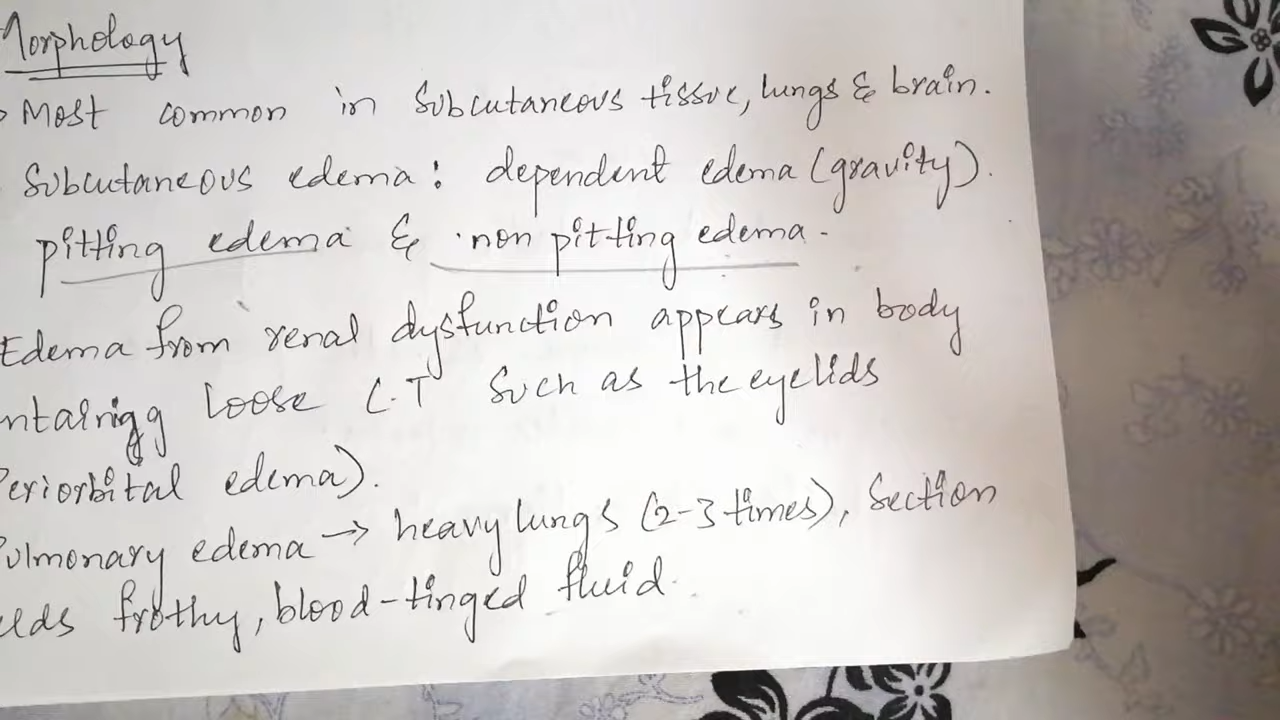 Morphology
Most common in Subcutaneous tissue, lungs & brain.
Subcutaneous edema: dependent edema (gravity).
pitting edema & non pitting edema.
Edema from renal dysfunction appears in body
ntainigg loose C.T such as the eyelids
Periorbital edema).
Pulmonary edema → heavy lungs (2-3 times), Section
elds frothy, blood-tinged fluid.